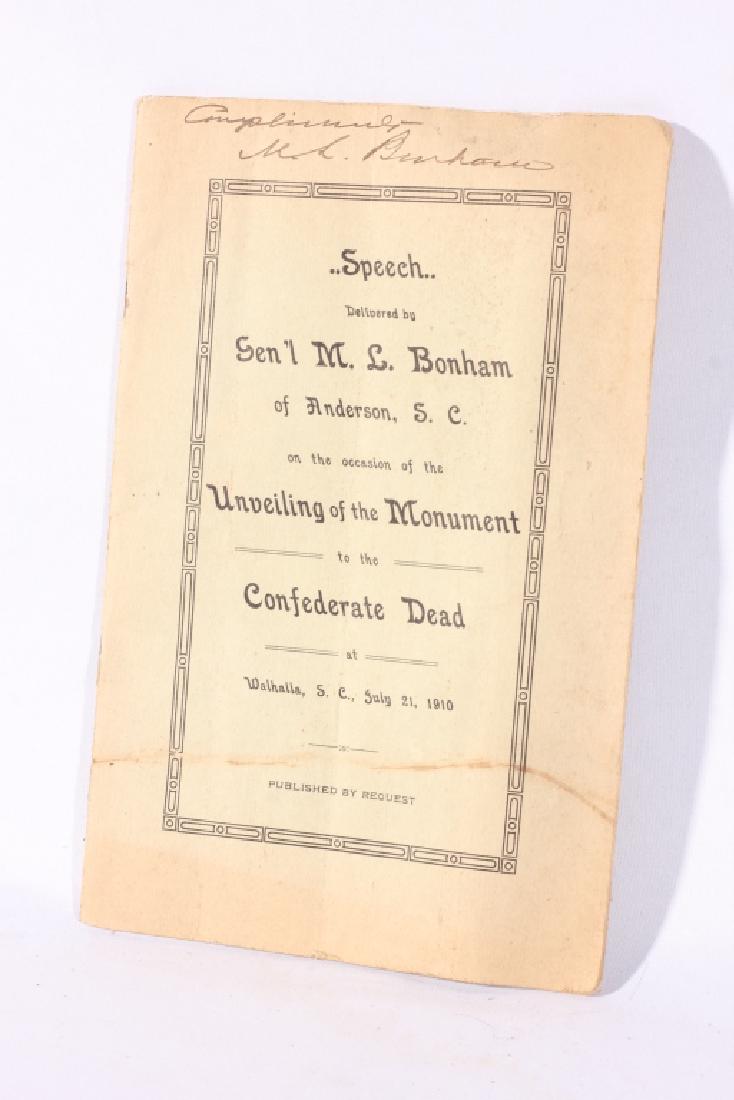 Compliments
M. L. Bonham
..Speech..
Delivered by
Gen'l M. L. Bonham
of Anderson, S. C.
on the occasion of the
Unveiling of the Monument
to the
Confederate Dead
at
Walhalla, S. C., July 21, 1910
PUBLISHED BY REQUEST